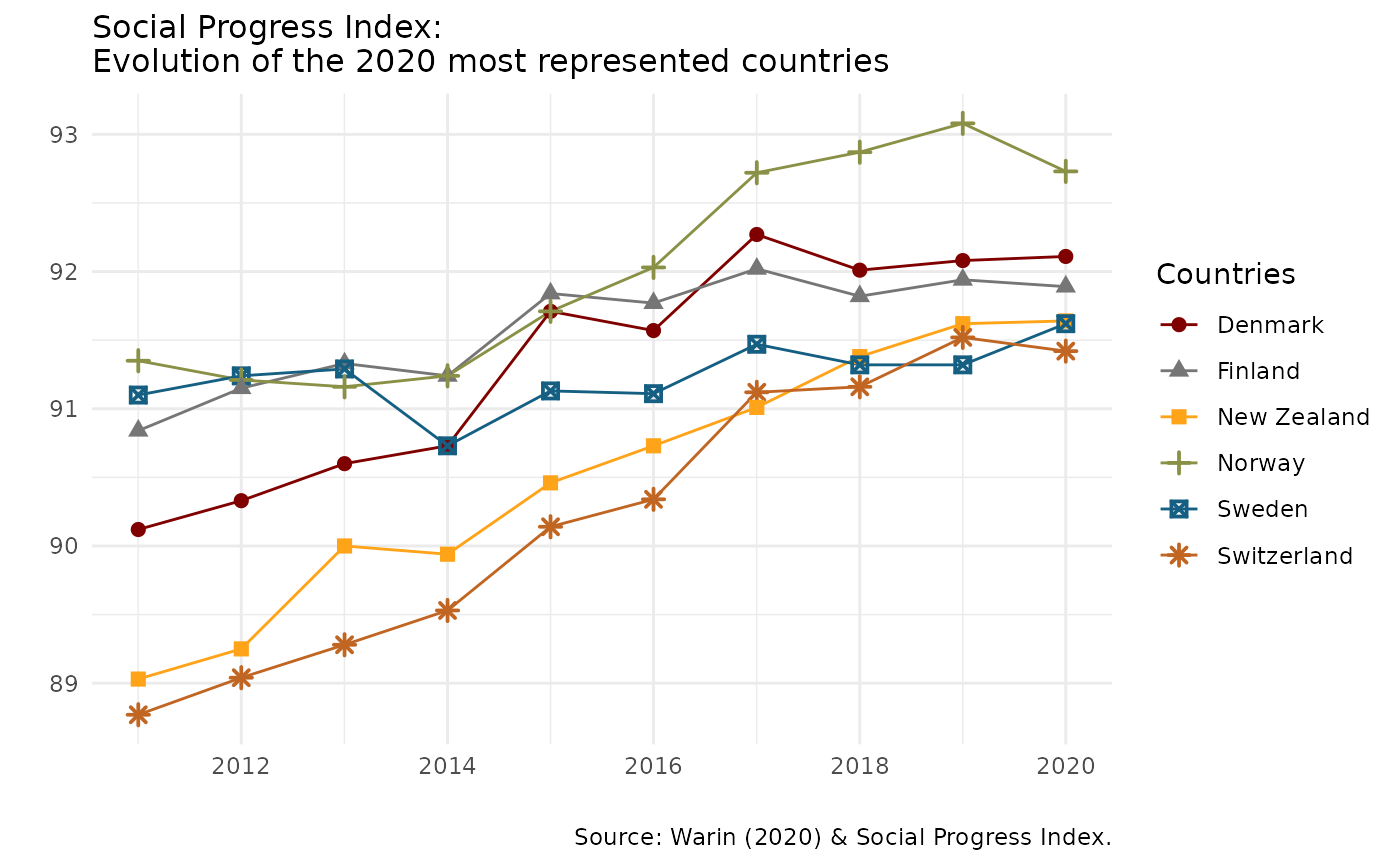 Social Progress Index:
Evolution of the 2020 most represented countries
93
92
91
90
89
2012
2014
2016
2018
2020
Countries
Denmark
Finland
New Zealand
Norway
Sweden
Switzerland
Source: Warin (2020) & Social Progress Index.